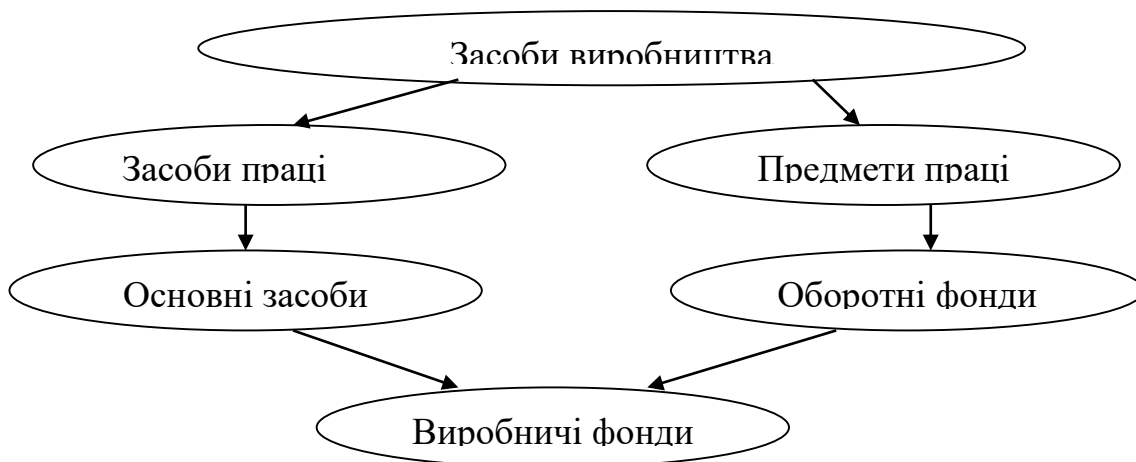 Засоби виробництва
Засоби праці
Предмети праці
Основні засоби
Оборотні фонди
Виробничі фонди